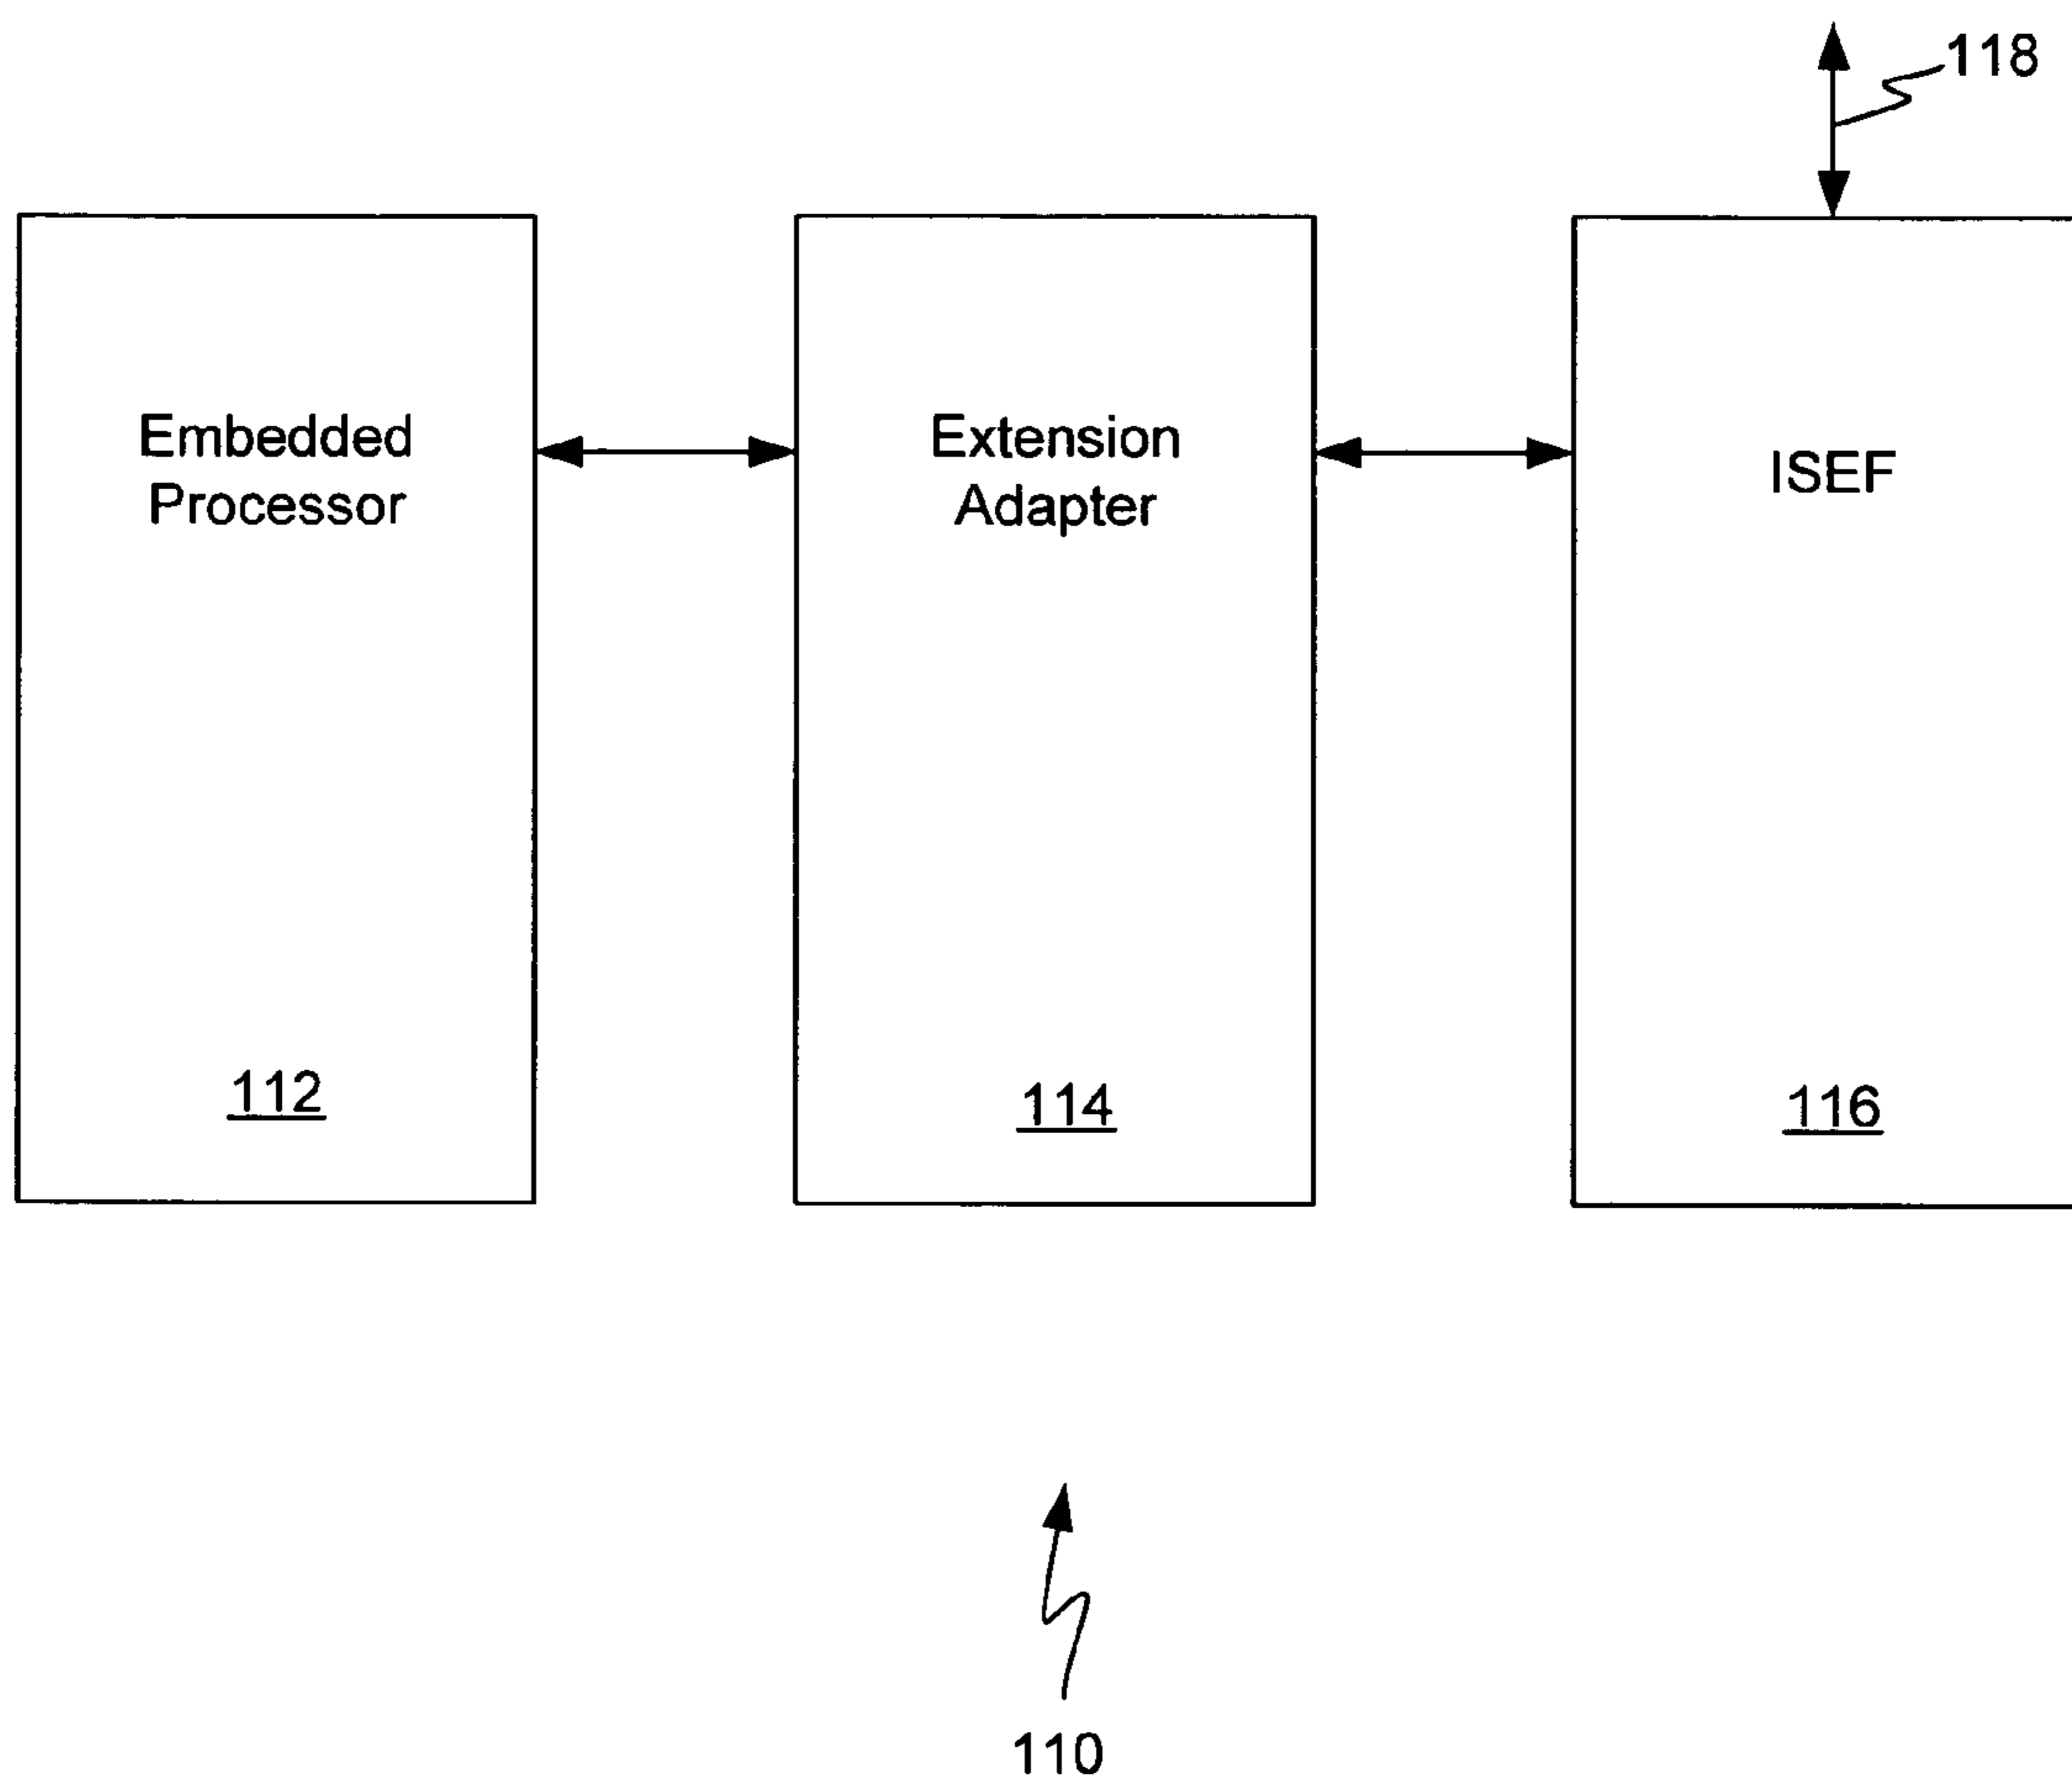 118
Embedded
Processor
Extension
Adapter
ISEF
112
114
116
110